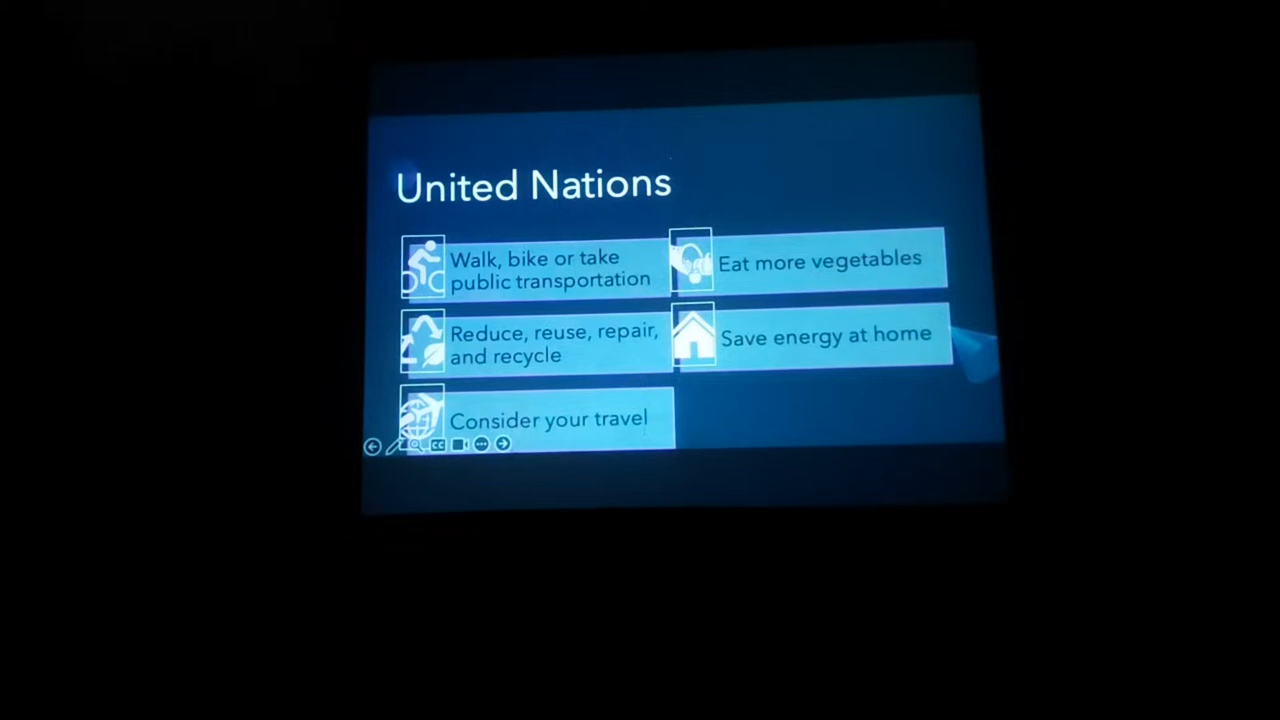 United Nations
Walk, bike or take
public transportation
Eat more vegetables
Reduce, reuse, repair,
and recycle
Save energy at home
Consider your travel
CC